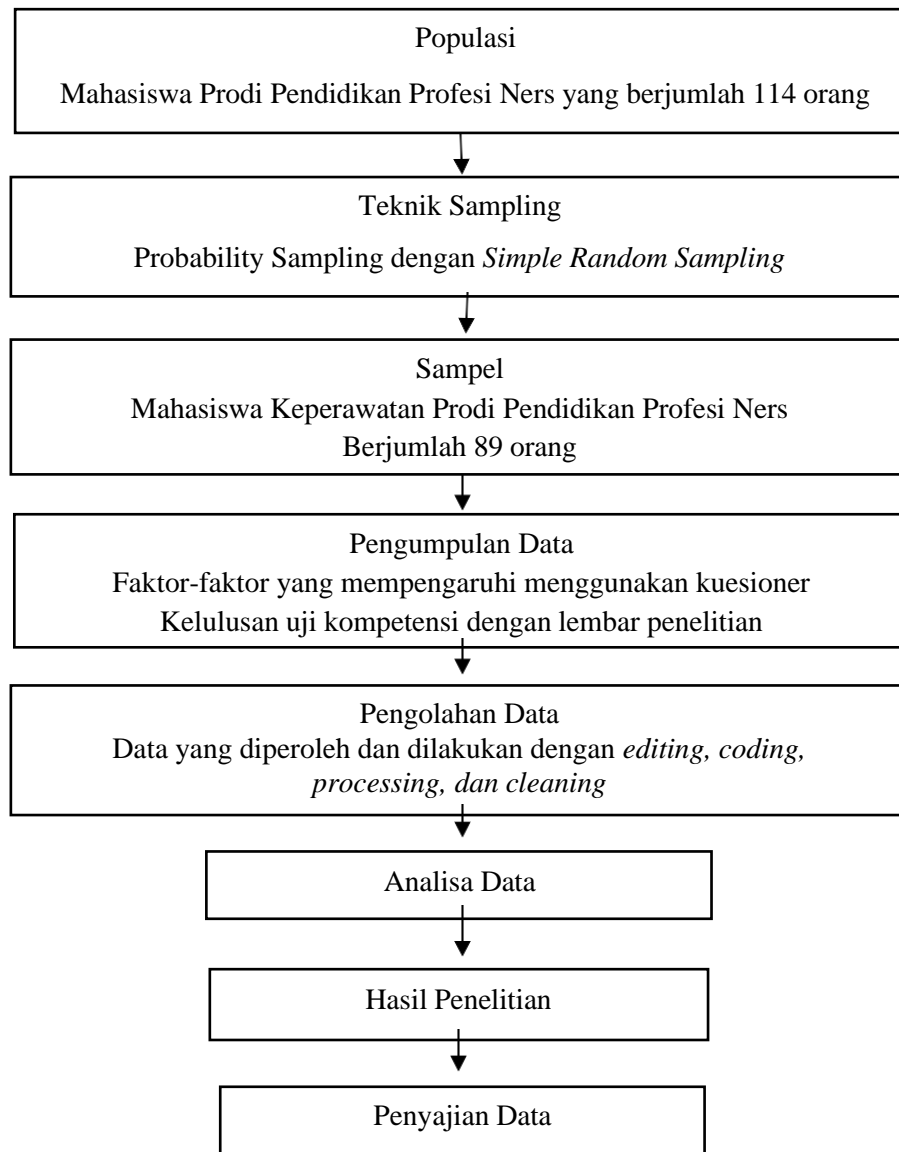 Populasi
Mahasiswa Prodi Pendidikan Profesi Ners yang berjumlah 114 orang
Teknik Sampling
Probability Sampling dengan Simple Random Sampling
Sampel
Mahasiswa Keperawatan Prodi Pendidikan Profesi Ners
Berjumlah 89 orang
Pengumpulan Data
Faktor-faktor yang mempengaruhi menggunakan kuesioner
Kelulusan uji kompetensi dengan lembar penelitian
Pengolahan Data
Data yang diperoleh dan dilakukan dengan editing, coding,
processing, dan cleaning
Analisa Data
Hasil Penelitian
Penyajian Data